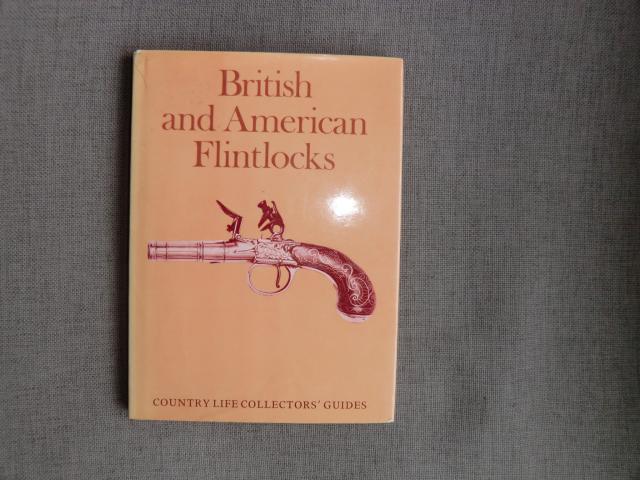 British
and American
Flintlocks
COUNTRY LIFE COLLECTORS' GUIDES